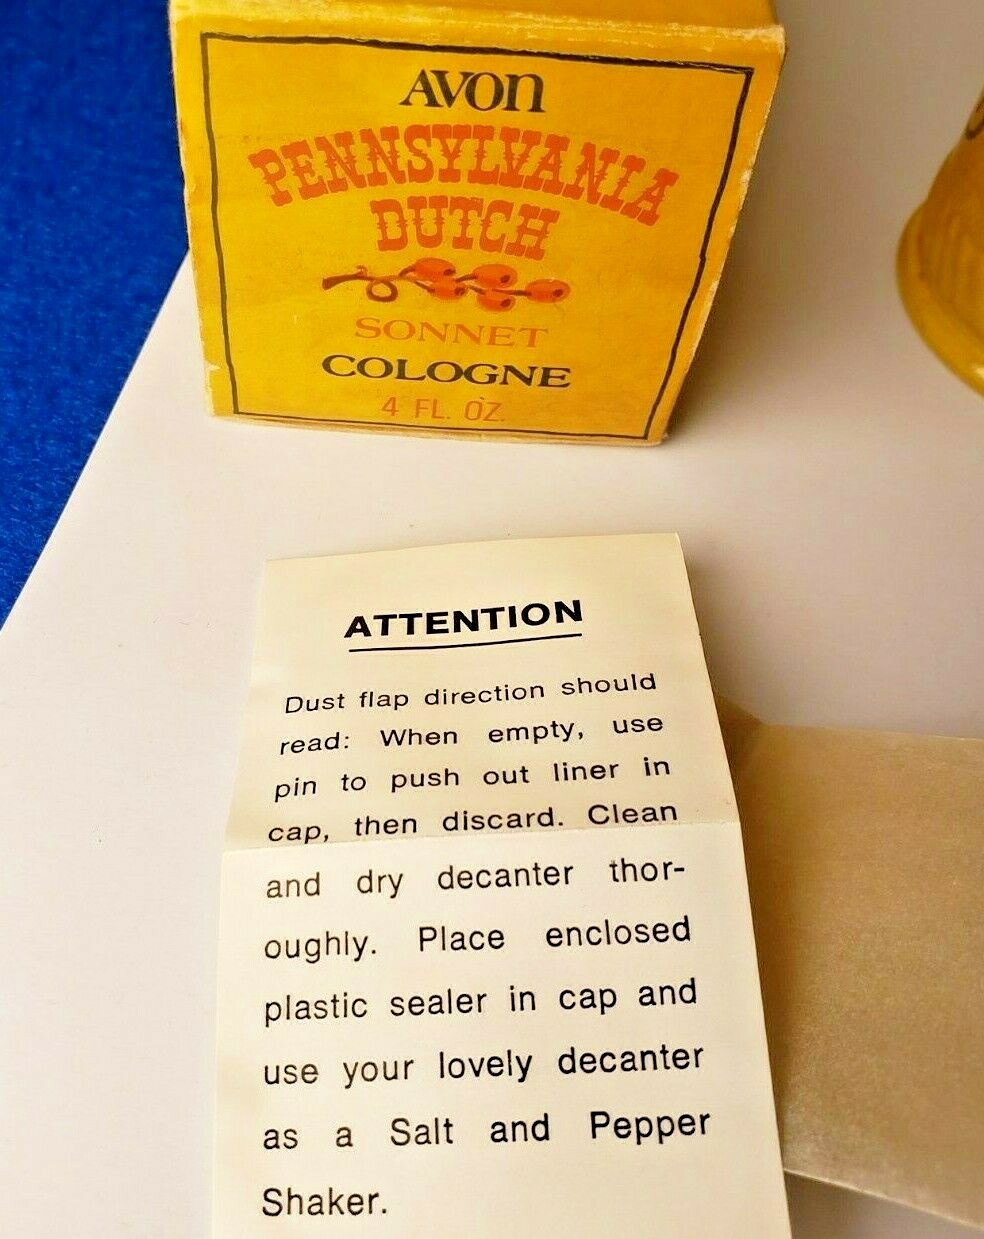 AVON
PENNSYLVANIA
DUTCH
SONNET
COLOGNE
4 FL. OZ.
ATTENTION
Dust flap direction should
read: When empty, use
pin to push out liner in
cap, then discard. Clean
and dry decanter thor-
oughly. Place enclosed
plastic sealer in cap and
use your lovely decanter
as a Salt and Pepper
Shaker.